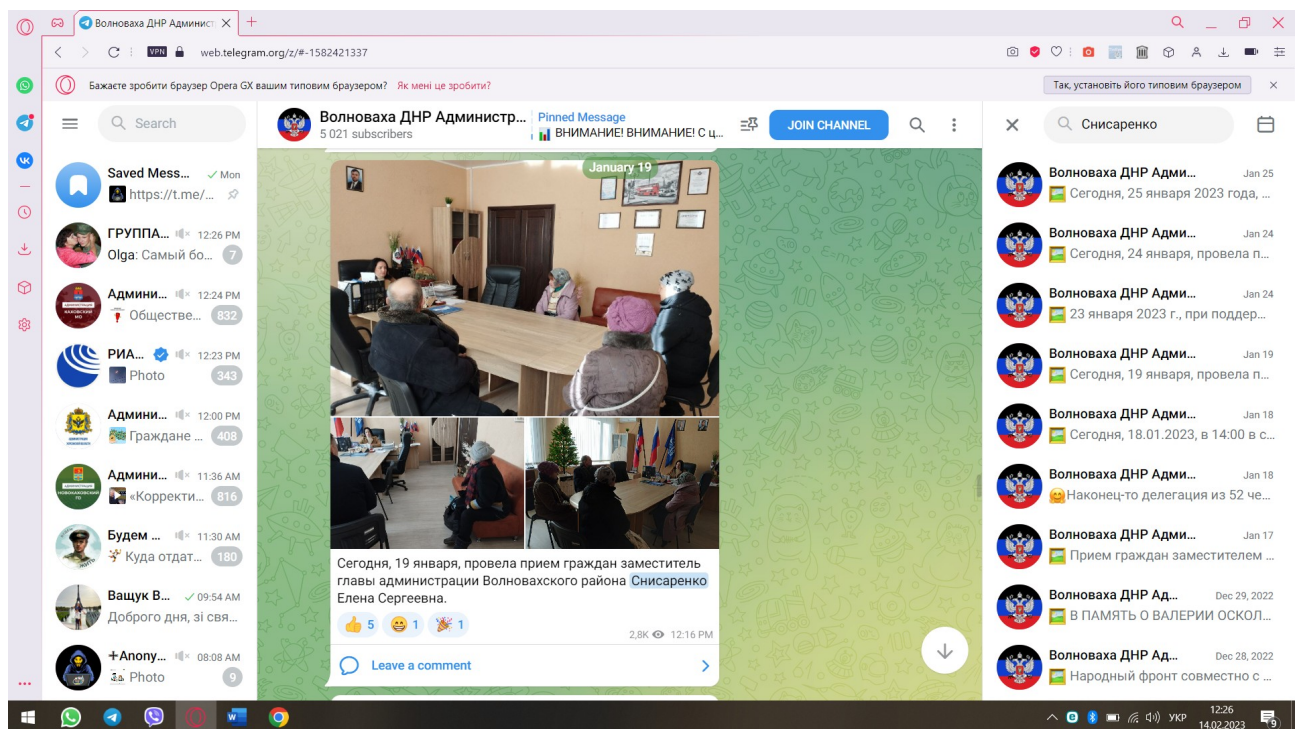 Волноваха ДНР Админист
VPN
web.telegram.org/z/#-1582421337
Бажаєте зробити браузер Opera GX вашим типовим браузером? Як мені це зробити?
Так, установіть його типовим браузером
Search
Saved Mess... Mon
https://t.me/...
ГРУППА... 12:26 PM
Olga: Самый бо... 7
Админи... 12:24 PM
Обществе... 832
РИА... 12:23 PM
Photo 343
Админи... 12:00 PM
Граждане ... 408
Админи... 11:36 AM
«Корректи... 816
Будем ... 11:30 AM
Куда отдат... 180
Ващук В... 09:54 AM
Доброго дня, зі свя...
+Anony... 08:08 AM
Photo 9
Волноваха ДНР Администр...
5 021 subscribers
Pinned Message
ВНИМАНИЕ! ВНИМАНИЕ! С ц...
JOIN CHANNEL
January 19
Сегодня, 19 января, провела прием граждан заместитель
главы администрации Волновахского района Снисаренко
Елена Сергеевна.
5 1 1
2,8K 12:16 PM
Leave a comment
Снисаренко
Волноваха ДНР Адми... Jan 25
Сегодня, 25 января 2023 года, ...
Волноваха ДНР Адми... Jan 24
Сегодня, 24 января, провела п...
Волноваха ДНР Адми... Jan 24
23 января 2023 г., при поддер...
Волноваха ДНР Адми... Jan 19
Сегодня, 19 января, провела п...
Волноваха ДНР Адми... Jan 18
Сегодня, 18.01.2023, в 14:00 в с...
Волноваха ДНР Адми... Jan 18
Наконец-то делегация из 52 че...
Волноваха ДНР Адми... Jan 17
Прием граждан заместителем ...
Волноваха ДНР Ад... Dec 29, 2022
В ПАМЯТЬ О ВАЛЕРИИ ОСКОЛ...
Волноваха ДНР Ад... Dec 28, 2022
Народный фронт совместно с ...
УКР
12:26
14.02.2023
9